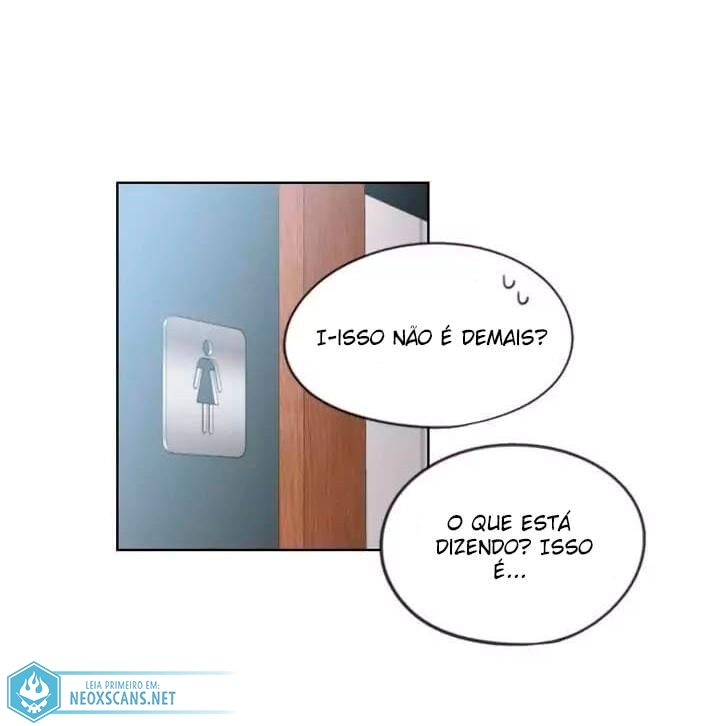 I-ISSO NÃO É DEMAIS?
O QUE ESTÁ
DIZENDO? ISSO
É...
LEIA PRIMEIRO EM:
NEOXSCANS.NET